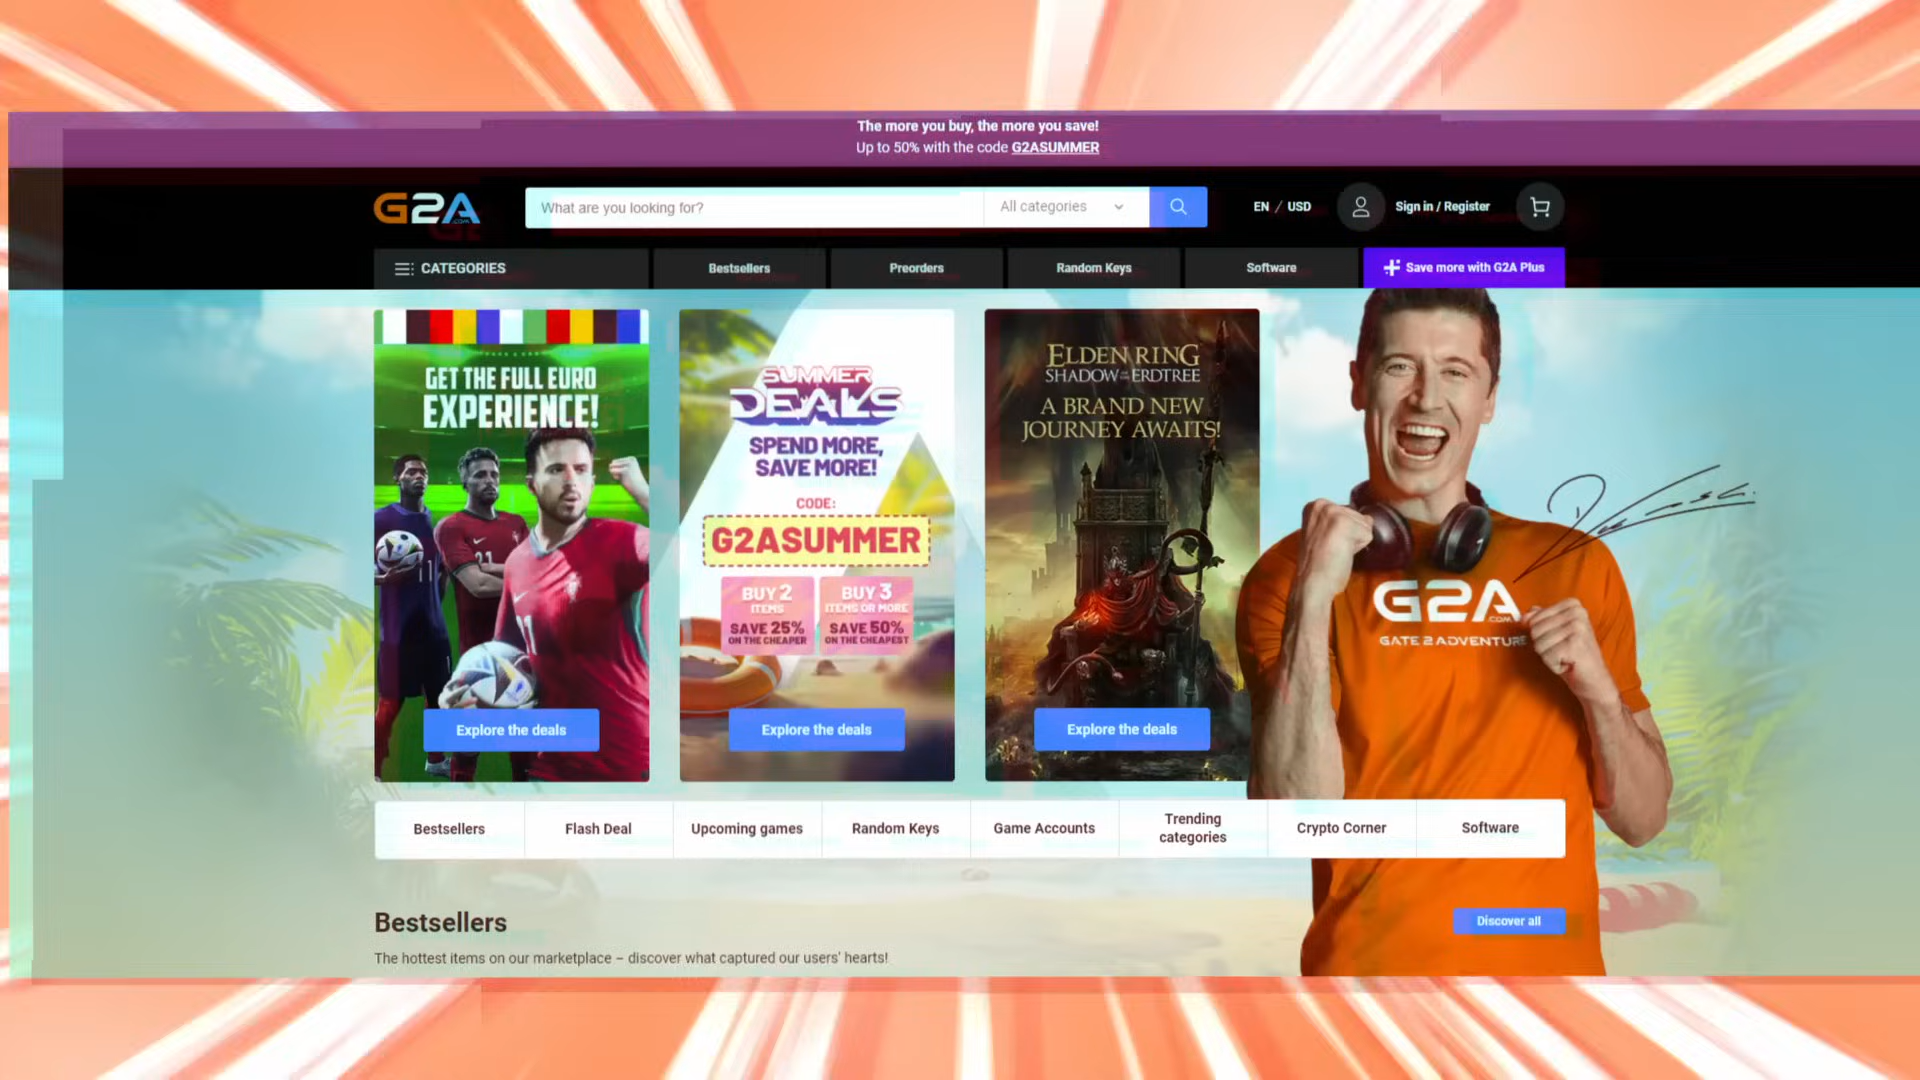 The more you buy, the more you save!
Up to 50% with the code G2ASUMMER
G2A
.COM
What are you looking for?
All categories
EN / USD
Sign in / Register
CATEGORIES
Bestsellers
Preorders
Random Keys
Software
Save more with G2A Plus
GET THE FULL EURO
EXPERIENCE!
11
21
Explore the deals
SUMMER
DEALS
SPEND MORE,
SAVE MORE!
CODE:
G2ASUMMER
BUY 2
ITEMS
SAVE 25%
ON THE CHEAPER
BUY 3
ITEMS OR MORE
SAVE 50%
ON THE CHEAPEST
Explore the deals
ELDEN RING
SHADOW OF THE ERDTREE
A BRAND NEW
JOURNEY AWAITS!
Explore the deals
G2A
.COM
GATE 2 ADVENTURE
Bestsellers
Flash Deal
Upcoming games
Random Keys
Game Accounts
Trending
categories
Crypto Corner
Software
Bestsellers
Discover all
The hottest items on our marketplace – discover what captured our users' hearts!